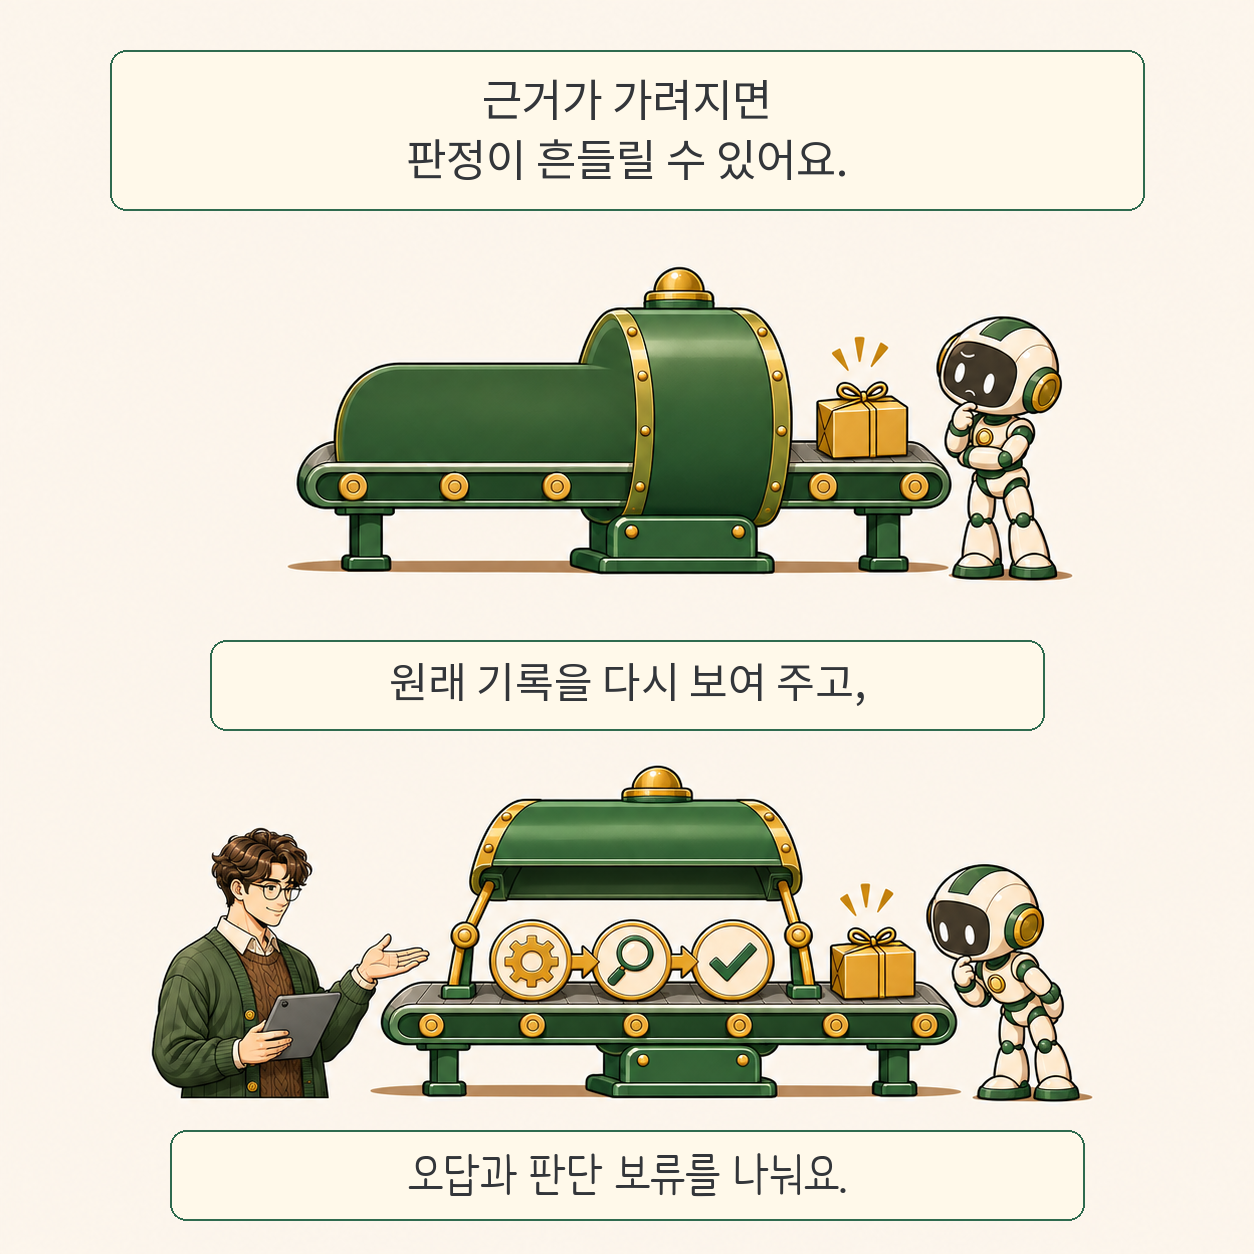 근거가 가려지면
판정이 흔들릴 수 있어요.
원래 기록을 다시 보여 주고,
오답과 판단 보류를 나눠요.